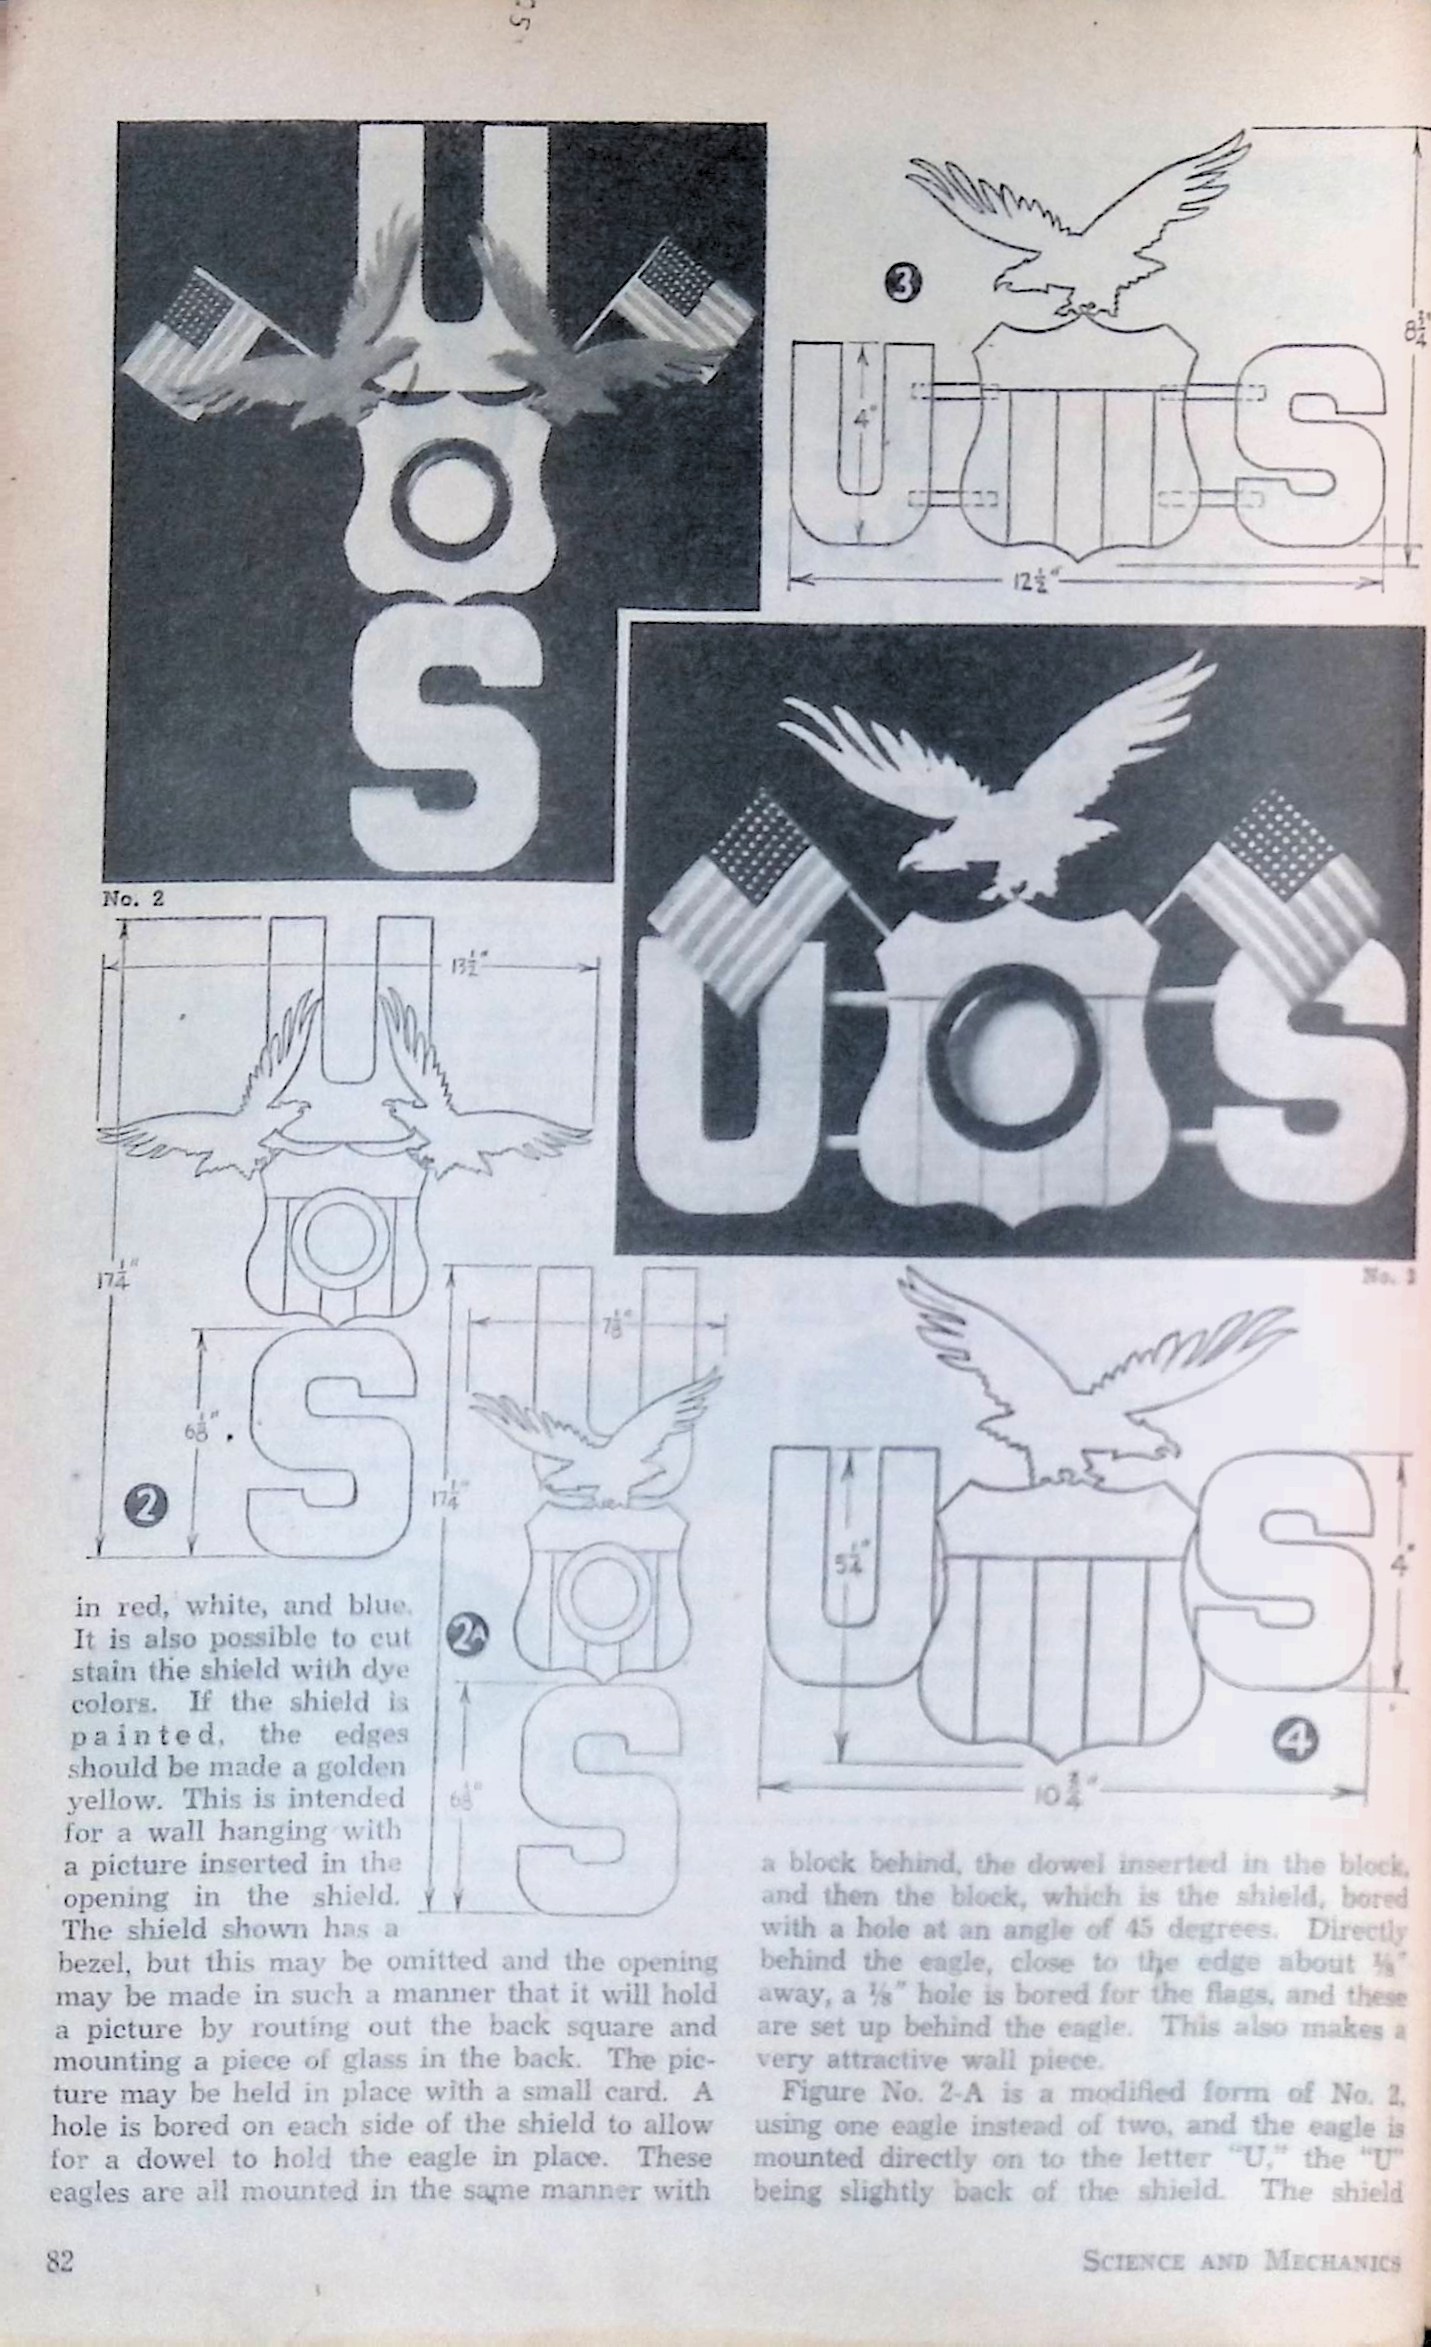 3
8¾"
4"
12½"
No. 2
13½"
17¼"
6⅛"
2
No. 1
7⅛"
17¼"
2A
6⅛"
5¼"
4"
4
10¾"
in red, white, and blue.
It is also possible to cut
stain the shield with dye
colors. If the shield is
painted, the edges
should be made a golden
yellow. This is intended
for a wall hanging with
a picture inserted in the
opening in the shield.
The shield shown has a
bezel, but this may be omitted and the opening
may be made in such a manner that it will hold
a picture by routing out the back square and
mounting a piece of glass in the back. The pic-
ture may be held in place with a small card. A
hole is bored on each side of the shield to allow
for a dowel to hold the eagle in place. These
eagles are all mounted in the same manner with
a block behind, the dowel inserted in the block,
and then the block, which is the shield, bored
with a hole at an angle of 45 degrees. Directly
behind the eagle, close to the edge about ⅛"
away, a ⅛" hole is bored for the flags, and these
are set up behind the eagle. This also makes a
very attractive wall piece.
Figure No. 2-A is a modified form of No. 2,
using one eagle instead of two, and the eagle is
mounted directly on to the letter "U," the "U"
being slightly back of the shield. The shield
82
SCIENCE AND MECHANICS
U
S
U
S
U
S
U
S
U
S
U
S